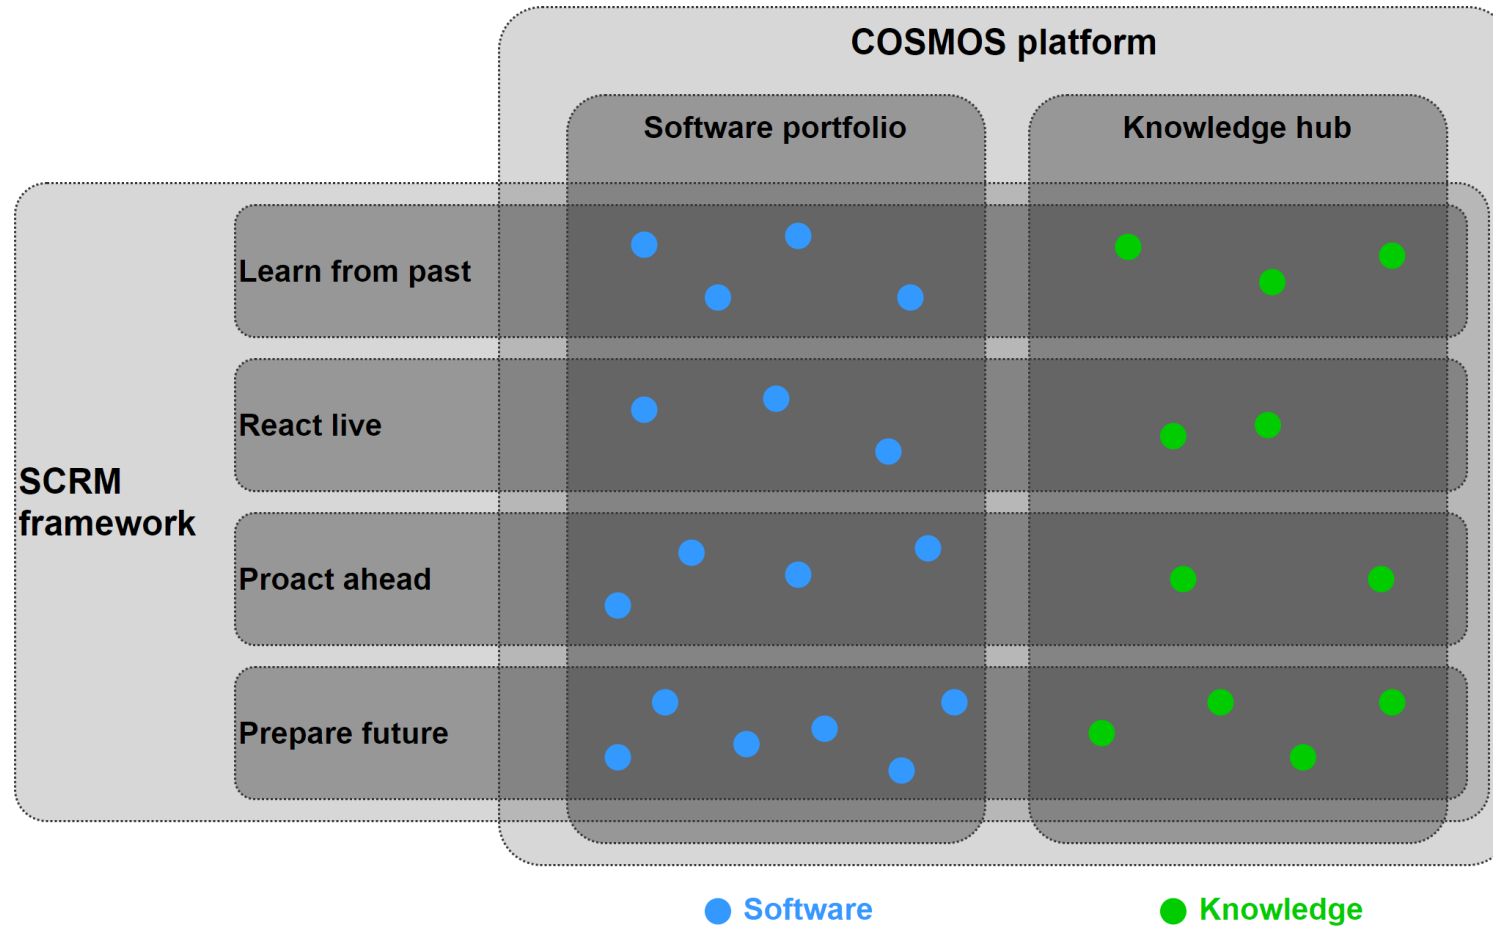 COSMOS platform
Software portfolio
Knowledge hub
Learn from past
React live
SCRM
framework
Proact ahead
Prepare future
Software
Knowledge